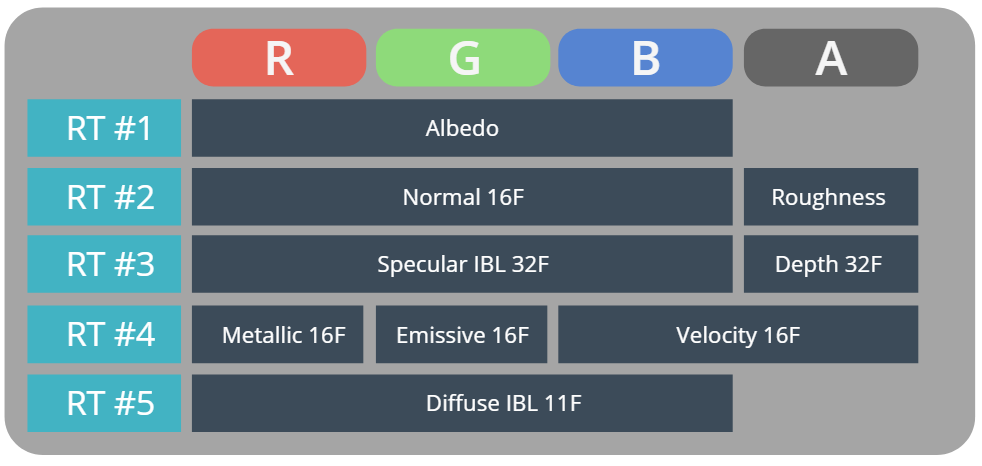 R G B A
RT #1 Albedo
RT #2 Normal 16F Roughness
RT #3 Specular IBL 32F Depth 32F
RT #4 Metallic 16F Emissive 16F Velocity 16F
RT #5 Diffuse IBL 11F